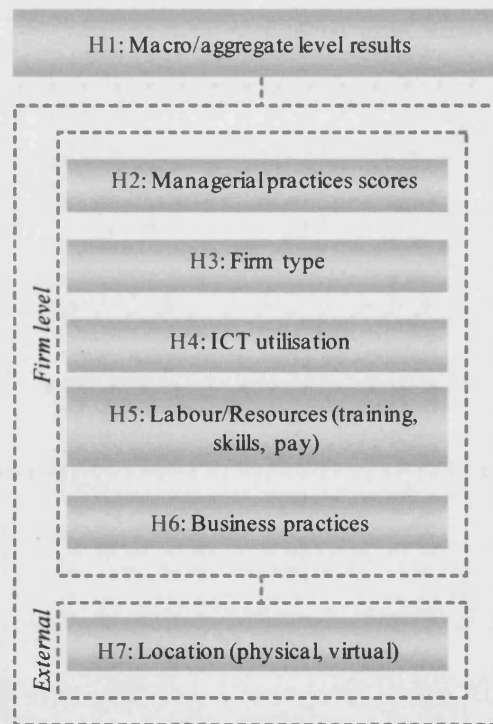 H1: Macro/aggregate level results
Firm level
H2: Managerial practices scores
H3: Firm type
H4: ICT utilisation
H5: Labour/Resources (training,
skills, pay)
H6: Business practices
External
H7: Location (physical, virtual)